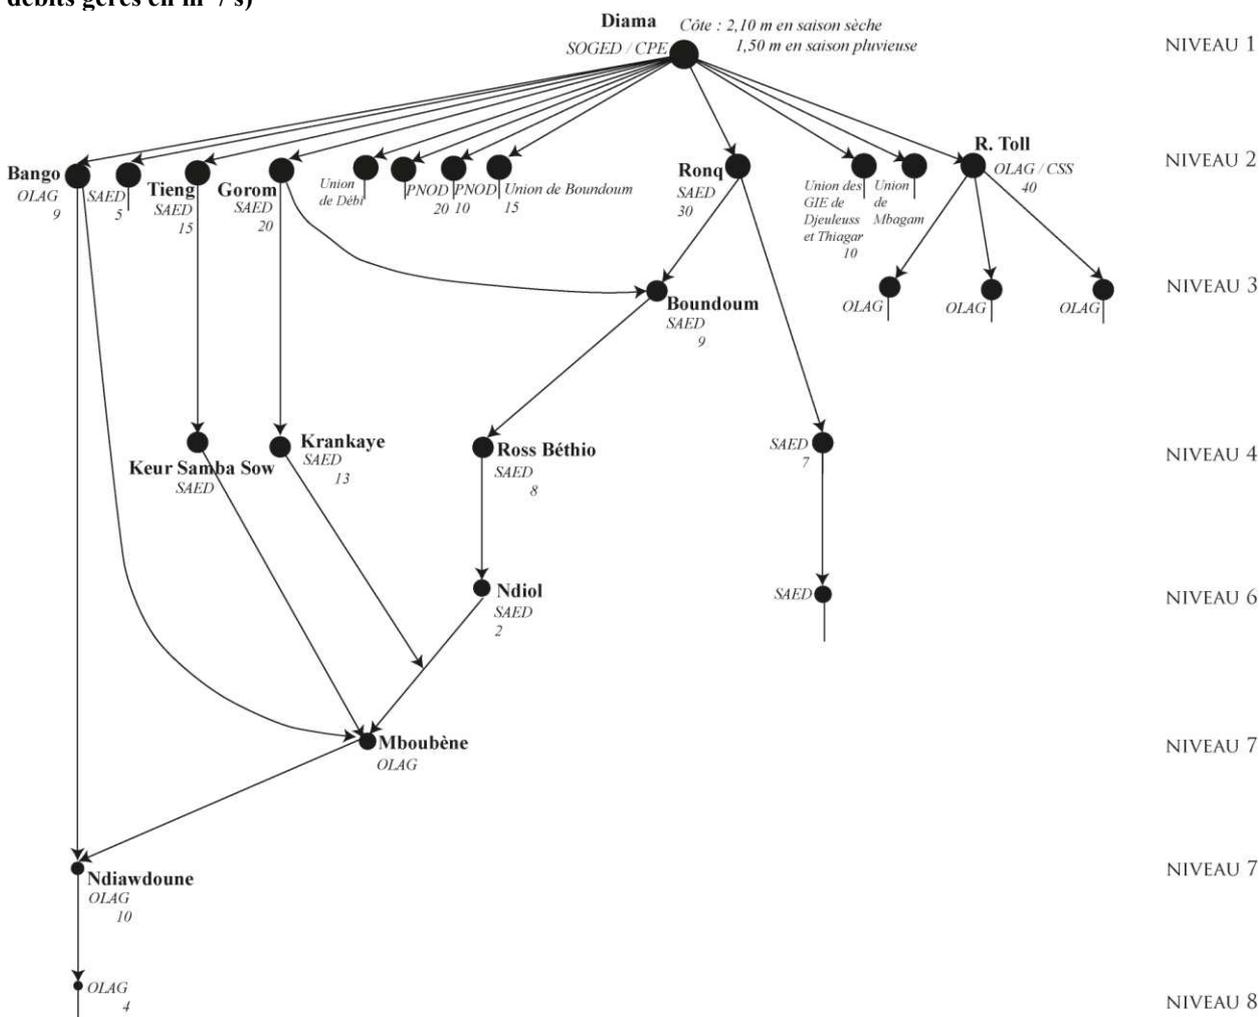 débits gérés en m³ / s)
Diama
Côte : 2,10 m en saison sèche
SOGED / CPE
1,50 m en saison pluvieuse
NIVEAU 1
Bango
OLAG
9
SAED
5
Tieng
SAED
15
Gorom
SAED
20
Union
de Débi
PNOD
20
PNOD
10
Union de Boundoum
15
Ronq
SAED
30
Union des
GIE de
Djeuleuss
et Thiagar
10
Union
de
Mbagam
R. Toll
OLAG / CSS
40
NIVEAU 2
Boundoum
SAED
9
OLAG
OLAG
OLAG
NIVEAU 3
Keur Samba Sow
SAED
Krankaye
SAED
13
Ross Béthio
SAED
8
SAED
7
NIVEAU 4
Ndiol
SAED
2
SAED
NIVEAU 6
Mboubène
OLAG
NIVEAU 7
Ndiawdoune
OLAG
10
NIVEAU 7
OLAG
4
NIVEAU 8